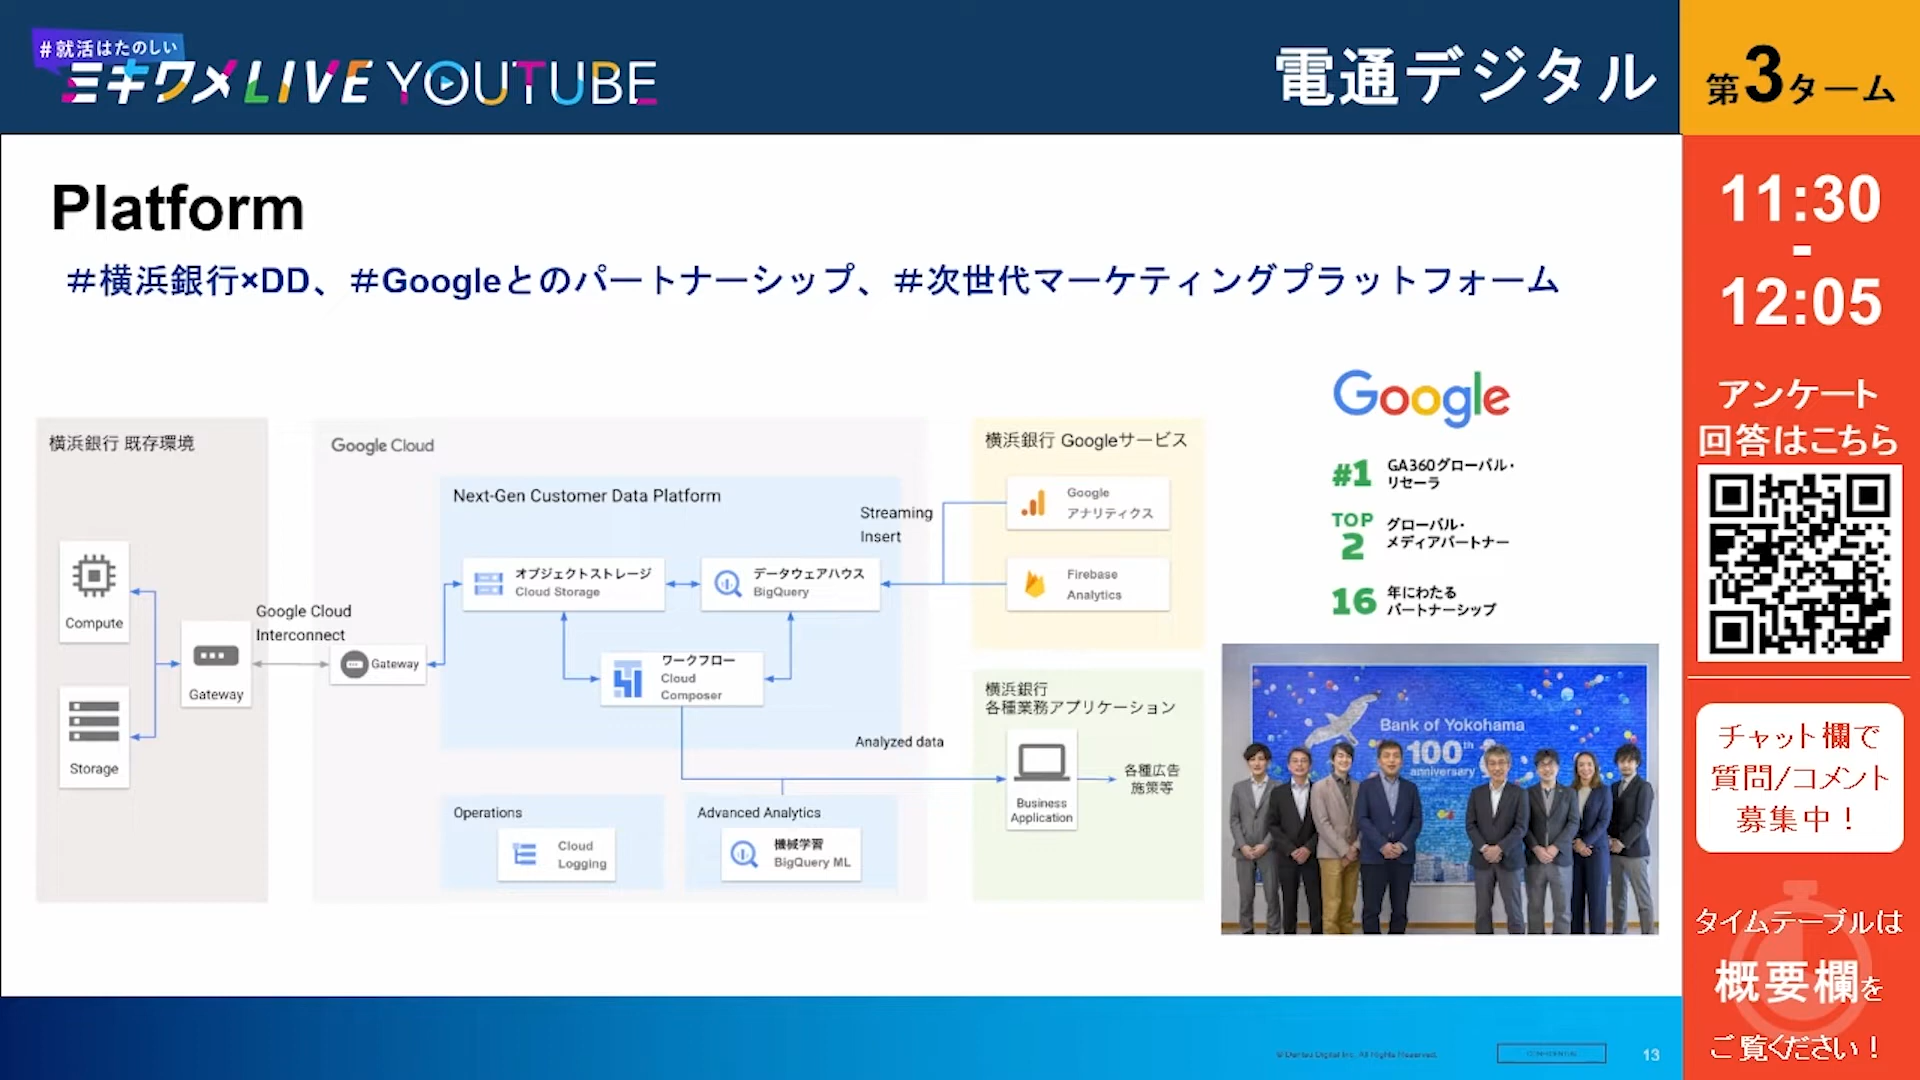 #就活はたのしい
ミキワメLIVE YOUTUBE
電通デジタル
第3ターム
Platform
#横浜銀行×DD、#Googleとのパートナーシップ、#次世代マーケティングプラットフォーム
横浜銀行 既存環境
Compute
Storage
Gateway
Google Cloud
Interconnect
Google Cloud
Gateway
Next-Gen Customer Data Platform
オブジェクトストレージ
Cloud Storage
データウェアハウス
BigQuery
ワークフロー
Cloud
Composer
Streaming
Insert
Analyzed data
Operations
Cloud
Logging
Advanced Analytics
機械学習
BigQuery ML
横浜銀行 Googleサービス
Google
アナリティクス
Firebase
Analytics
横浜銀行
各種業務アプリケーション
Business
Application
各種広告
施策等
Google
#1 GA360グローバル・
リセーラ
TOP
2 グローバル・
メディアパートナー
16 年にわたる
パートナーシップ
Bank of Yokohama
100th
anniversary
© Dentsu Digital Inc. All Rights Reserved.
CONFIDENTIAL
13
11:30
-
12:05
アンケート
回答はこちら
チャット欄で
質問/コメント
募集中！
タイムテーブルは
概要欄を
ご覧ください！